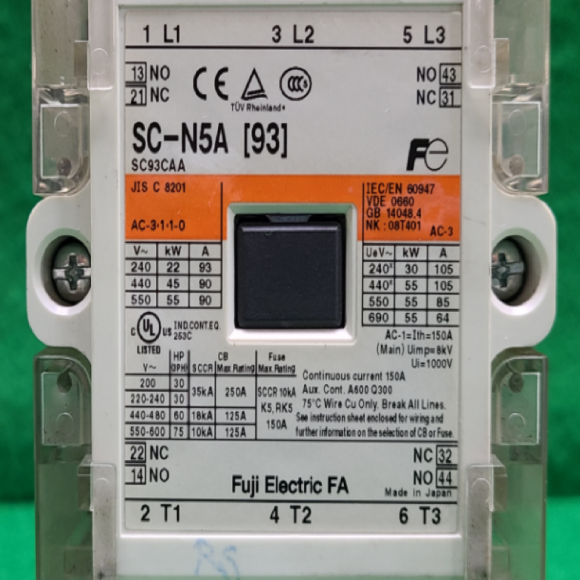 1 L1 3 L2 5 L3
13 NO NO 43
21 NC NC 31
CE TÜV Rheinland CCC
SC-N5A [93]
SC93CAA
Fe
JIS C 8201
AC-3·1·1-0
IEC/EN 60947
VDE 0660
GB 14048.4
NK : 08T401 AC-3
V~ kW A
240 22 93
440 45 90
550 55 90
UeV~ kW A
240² 30 105
440² 55 105
550 55 85
690 55 64
AC-1=Ith=150A
(Main) Uimp=8kV
Ui=1000V
C UL US IND.CONT.EQ.
LISTED 253C
V~ HP (3PH) SCCR CB Max.Rating Fuse Max.Rating
200 30 35kA 250A SCCR 10kA K5, RK5 150A
220-240 30
440-480 60 18kA 125A
550-600 75 10kA 125A
Continuous current 150A
Aux. Cont. A600 Q300
75°C Wire Cu Only. Break All Lines.
See instruction sheet enclosed for wiring and
further information on the selection of CB or Fuse.
22 NC NC 32
14 NO NO 44
Fuji Electric FA
Made in Japan
2 T1 4 T2 6 T3